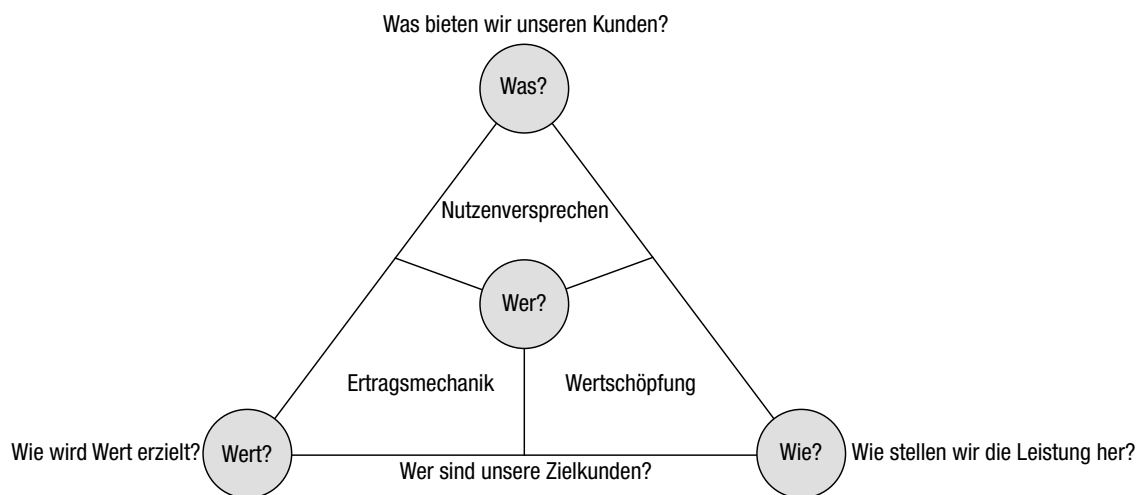 Was bieten wir unseren Kunden?
Was?
Nutzenversprechen
Wer?
Ertragsmechanik
Wertschöpfung
Wie wird Wert erzielt?
Wert?
Wie?
Wie stellen wir die Leistung her?
Wer sind unsere Zielkunden?